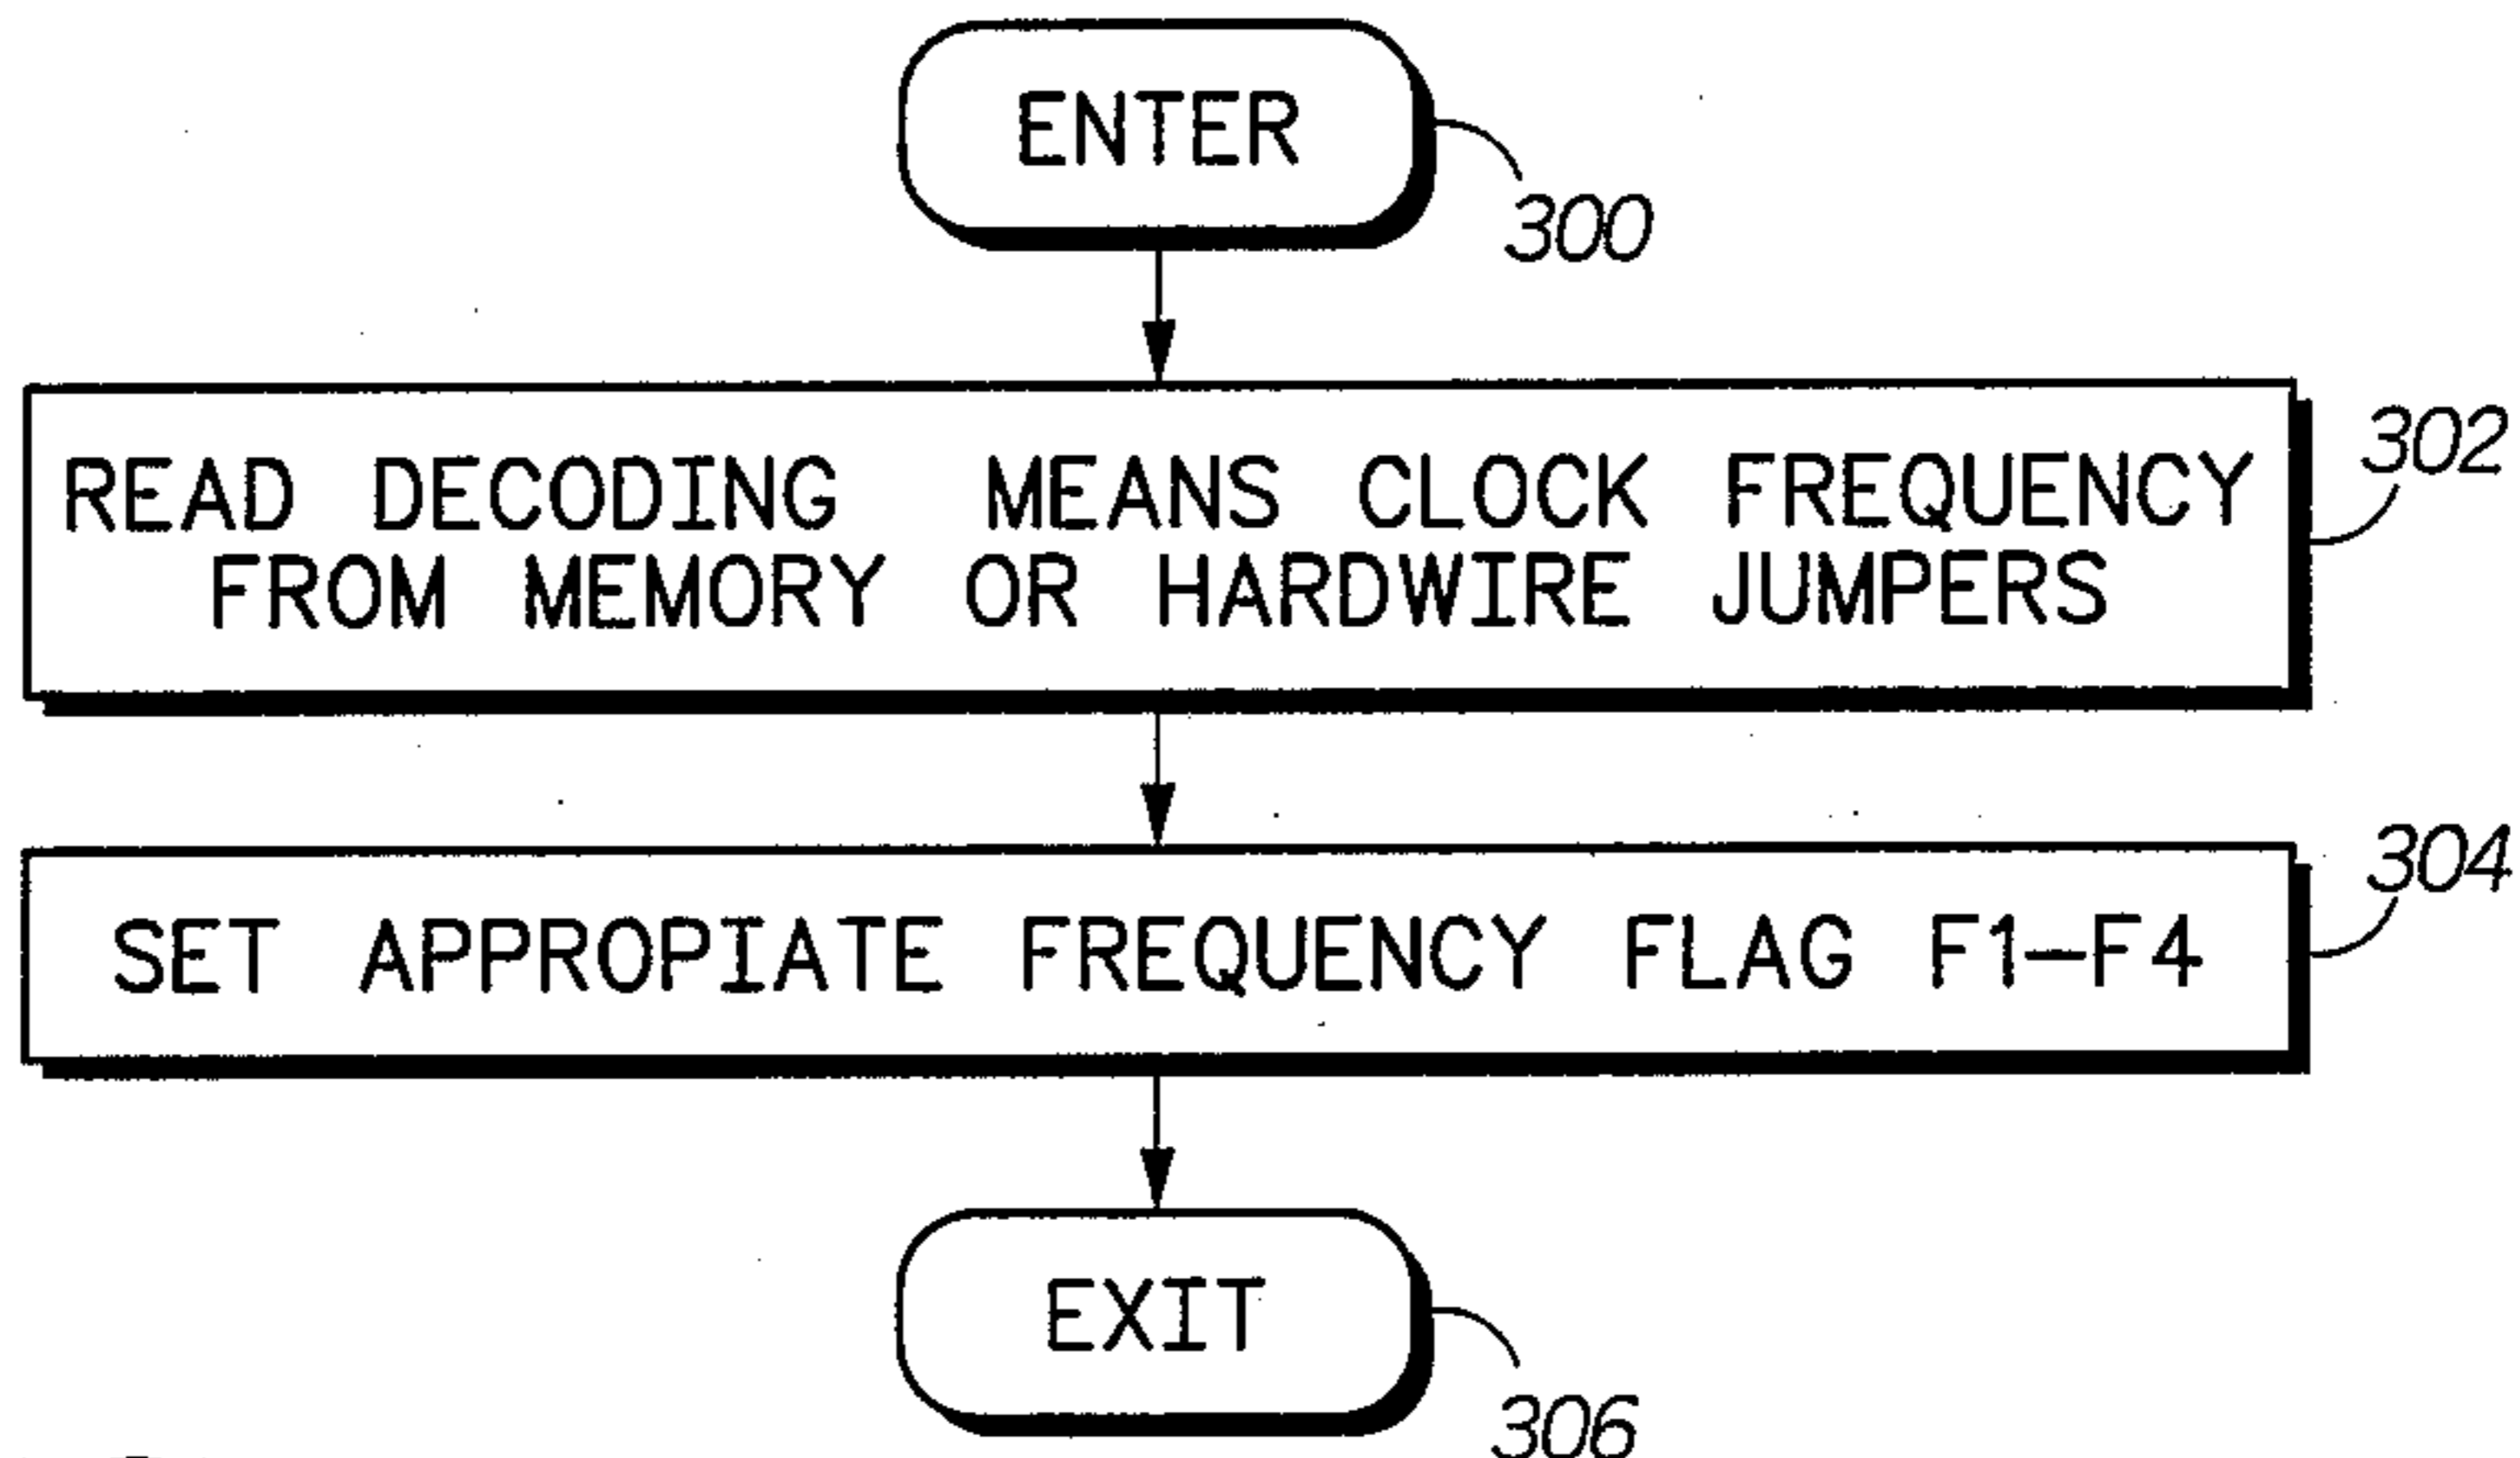 ENTER
300
READ DECODING MEANS CLOCK FREQUENCY
FROM MEMORY OR HARDWIRE JUMPERS
302
SET APPROPIATE FREQUENCY FLAG F1-F4
304
EXIT
306